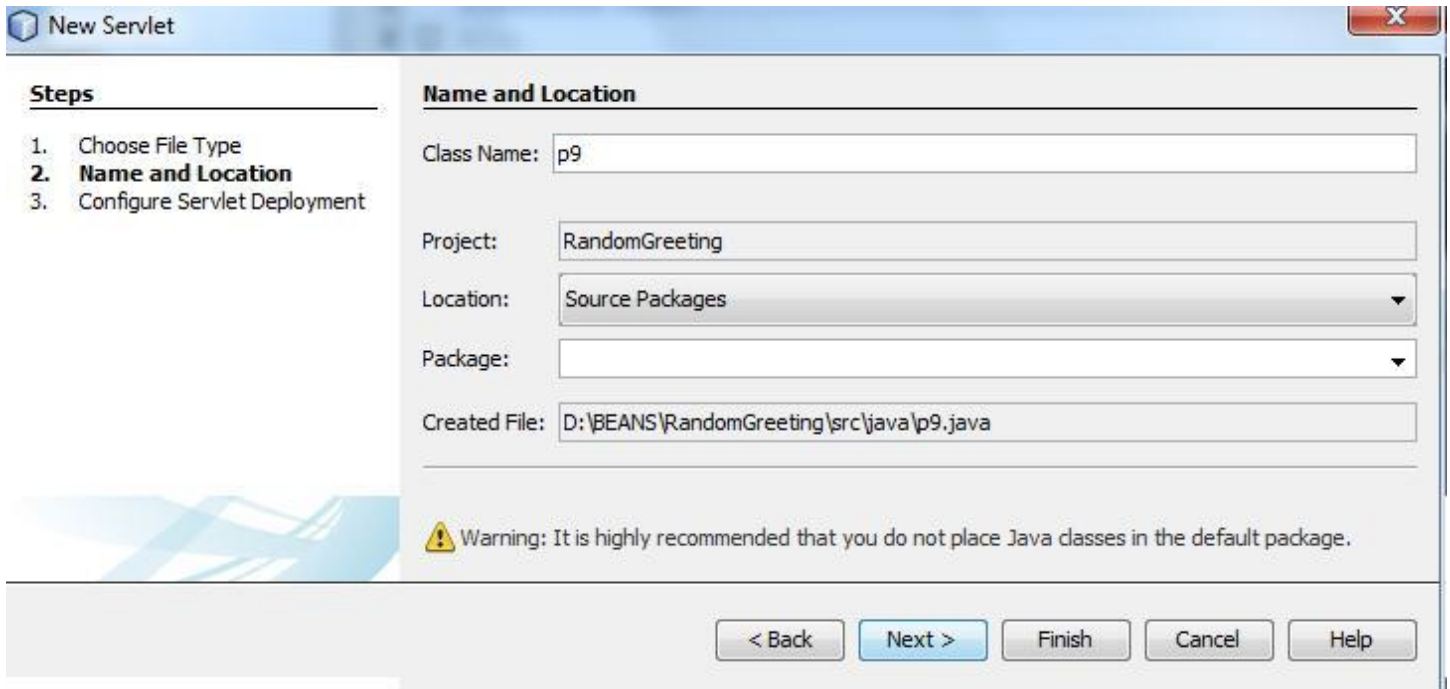 New Servlet
Steps
1. Choose File Type
2. Name and Location
3. Configure Servlet Deployment
Name and Location
Class Name: p9
Project: RandomGreeting
Location: Source Packages
Package:
Created File: D:\BEANS\RandomGreeting\src\java\p9.java
Warning: It is highly recommended that you do not place Java classes in the default package.
< Back Next > Finish Cancel Help